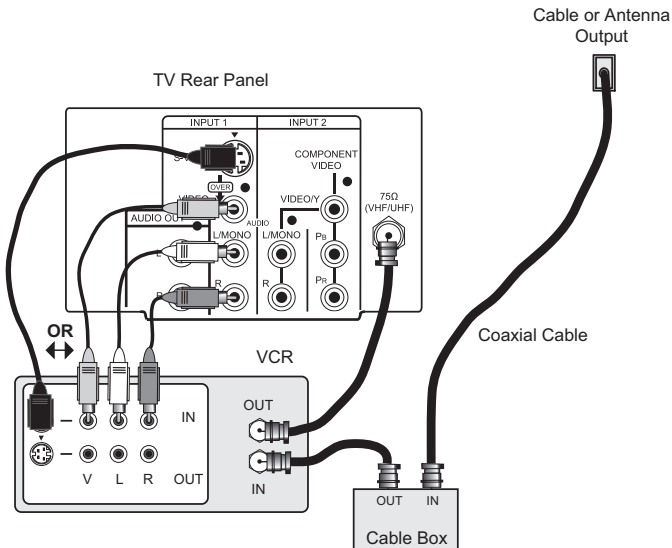 Cable or Antenna
Output
TV Rear Panel
INPUT 1
INPUT 2
COMPONENT
VIDEO
OVER
VIDEO/Y
75Ω
(VHF/UHF)
AUDIO OUT
AUDIO
L/MONO
L/MONO
PB
R
R
PR
OR
Coaxial Cable
VCR
OUT
IN
IN
V
L
R
OUT
OUT
IN
Cable Box